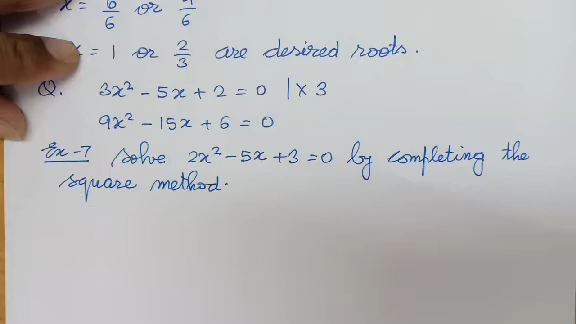 x = 6/6 or 4/6
x = 1 or 2/3 are desired roots.
Q. 3x² - 5x + 2 = 0 | × 3
9x² - 15x + 6 = 0
Ex-7 solve 2x² - 5x + 3 = 0 by completing the
square method.